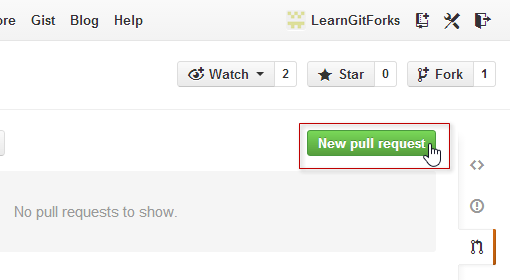 ore Gist Blog Help LearnGitForks
Watch 2 Star 0 Fork 1
New pull request
No pull requests to show.